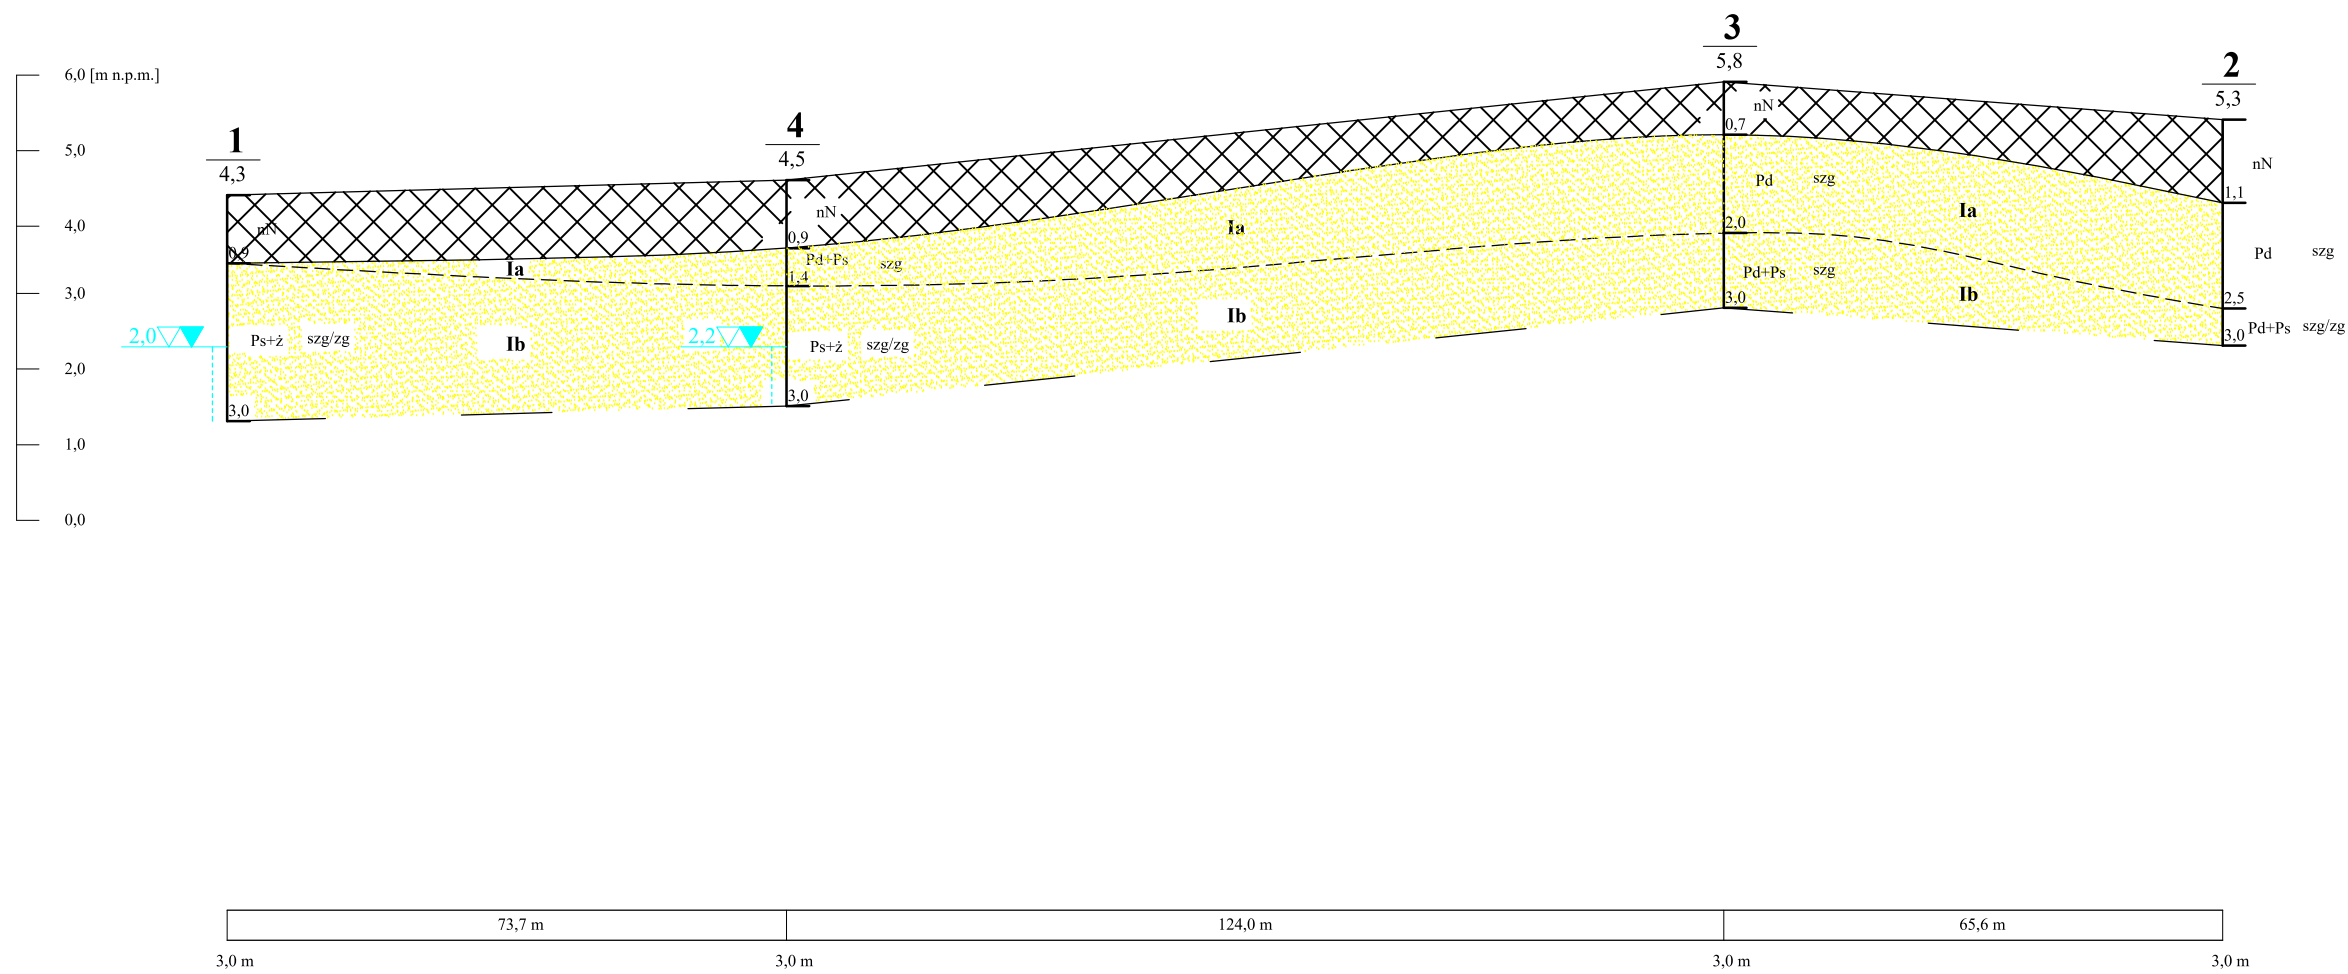 3
5,8
2
5,3
6,0 [m n.p.m.]
nN
0,7
4
4,5
1
4,3
5,0
nN
1,1
Pd szg
Ia
nN
0,9
4,0
nN
0,9
Ia
2,0
Pd szg
Pd+Ps szg
1,4
Ia
Pd+Ps szg
3,0
Ib
3,0
2,5
Ib
3,0
Pd+Ps szg/zg
2,0
Ps+ż szg/zg
Ib
2,2
Ps+ż szg/zg
2,0
3,0
3,0
1,0
0,0
73,7 m
124,0 m
65,6 m
3,0 m
3,0 m
3,0 m
3,0 m